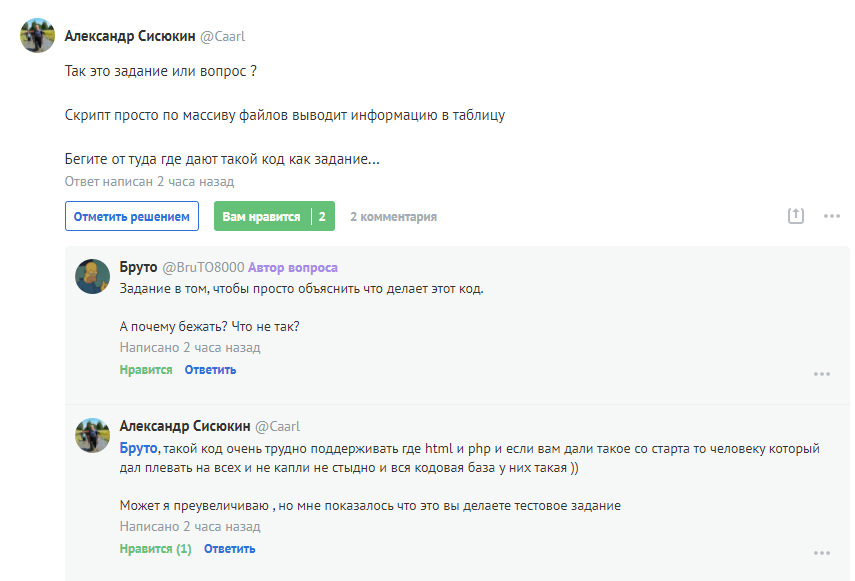 Александр Сисюкин @Caarl
Так это задание или вопрос ?
Скрипт просто по массиву файлов выводит информацию в таблицу
Бегите от туда где дают такой код как задание...
Ответ написан 2 часа назад
Отметить решением
Вам нравится 2
2 комментария
Бруто @BruTO8000 Автор вопроса
Задание в том, чтобы просто объяснить что делает этот код.
А почему бежать? Что не так?
Написано 2 часа назад
Нравится Ответить
Александр Сисюкин @Caarl
Бруто, такой код очень трудно поддерживать где html и php и если вам дали такое со старта то человеку который
дал плевать на всех и не капли не стыдно и вся кодовая база у них такая ))
Может я преувеличиваю , но мне показалось что это вы делаете тестовое задание
Написано 2 часа назад
Нравится (1) Ответить